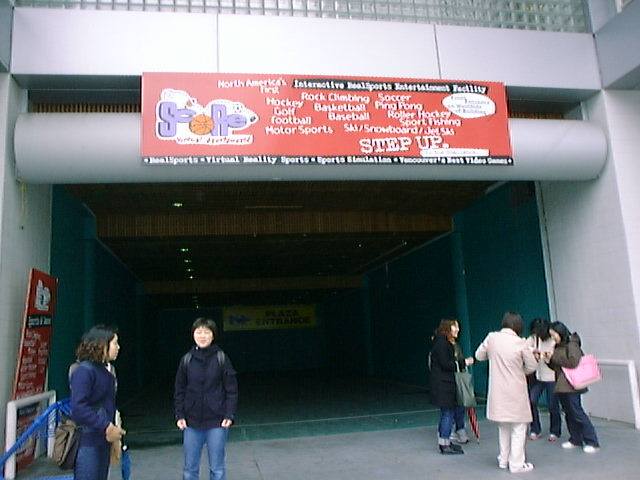 North America's First
Interactive RealSports Entertainment Facility
Rock Climbing Soccer
Hockey Basketball Ping Pong
Golf Baseball Roller Hockey
Football Sport Fishing
Motor Sports Ski/Snowboard/Jet Ski
STEP UP.
RealSports • Virtual Reality Sports • Sports Simulation • Vancouver's Best Video Games
PLAZA
ENTRANCE